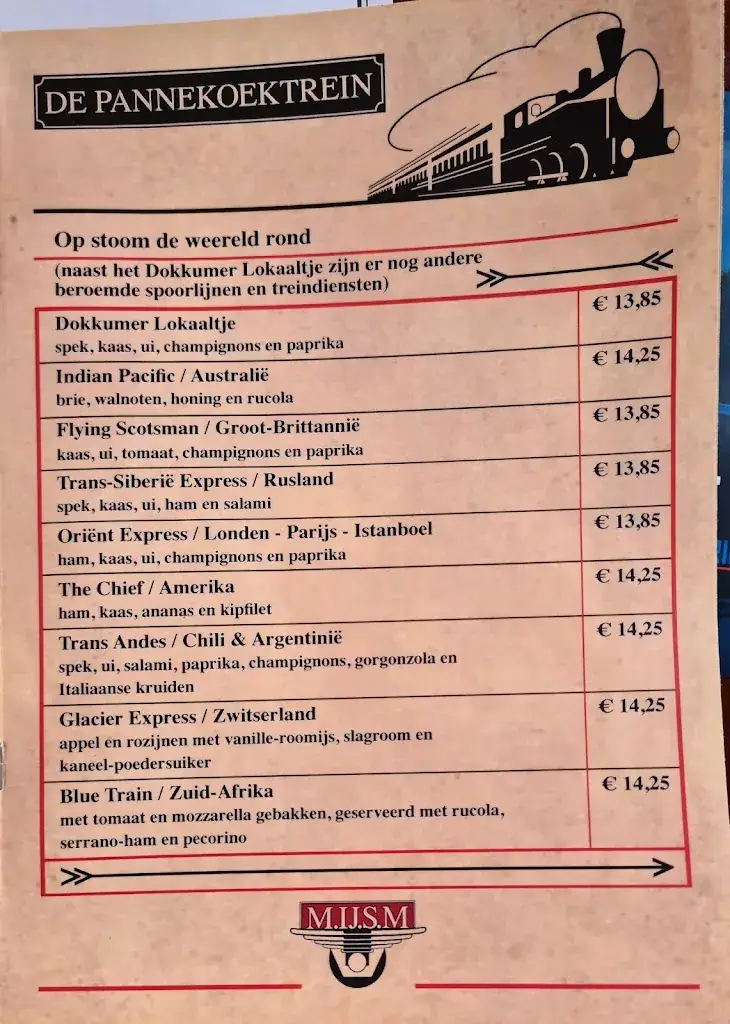 DE PANNEKOEKTREIN
Op stoom de weereld rond
(naast het Dokkumer Lokaaltje zijn er nog andere
beroemde spoorlijnen en treindiensten)
Dokkumer Lokaaltje € 13,85
spek, kaas, ui, champignons en paprika
Indian Pacific / Australië € 14,25
brie, walnoten, honing en rucola
Flying Scotsman / Groot-Brittannië € 13,85
kaas, ui, tomaat, champignons en paprika
Trans-Siberië Express / Rusland € 13,85
spek, kaas, ui, ham en salami
Oriënt Express / Londen - Parijs - Istanboel € 13,85
ham, kaas, ui, champignons en paprika
The Chief / Amerika € 14,25
ham, kaas, ananas en kipfilet
Trans Andes / Chili & Argentinië € 14,25
spek, ui, salami, paprika, champignons, gorgonzola en
Italiaanse kruiden
Glacier Express / Zwitserland € 14,25
appel en rozijnen met vanille-roomijs, slagroom en
kaneel-poedersuiker
Blue Train / Zuid-Afrika € 14,25
met tomaat en mozzarella gebakken, geserveerd met rucola,
serrano-ham en pecorino
M.IJ.S.M